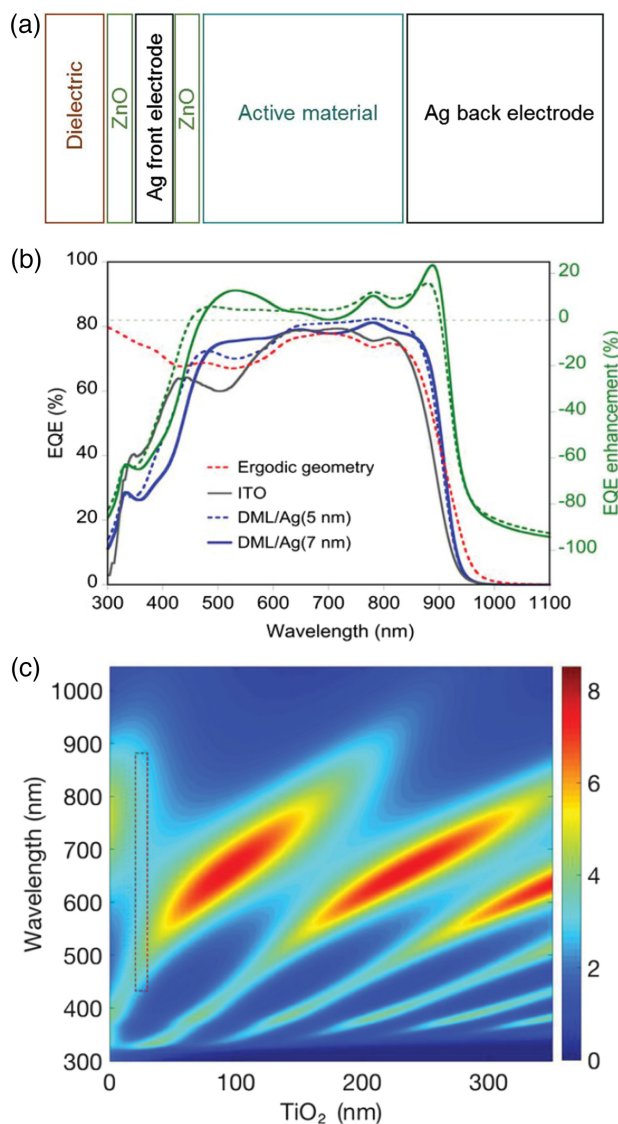 (a)
Dielectric
ZnO
Ag front electrode
ZnO
Active material
Ag back electrode
(b)
100
80
60
40
20
0
EQE (%)
20
0
-20
-40
-60
-80
-100
EQE enhancement (%)
Ergodic geometry
ITO
DML/Ag(5 nm)
DML/Ag(7 nm)
300 400 500 600 700 800 900 1000 1100
Wavelength (nm)
(c)
1000
900
800
700
600
500
400
300
Wavelength (nm)
8
6
4
2
0
0 100 200 300
TiO₂ (nm)